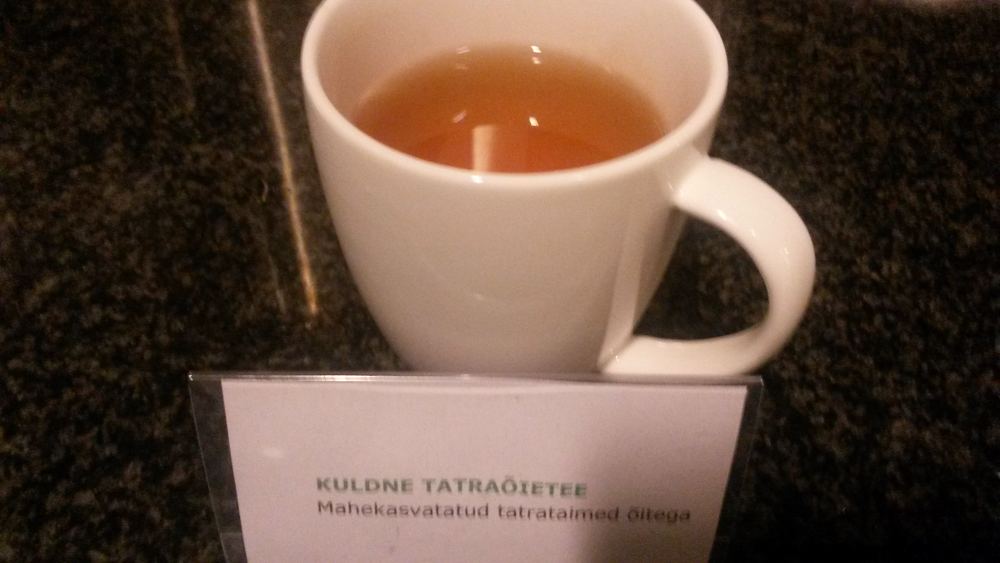 KULDNE TATRAÕIETEE
Mahekasvatatud tatrataimed õitega